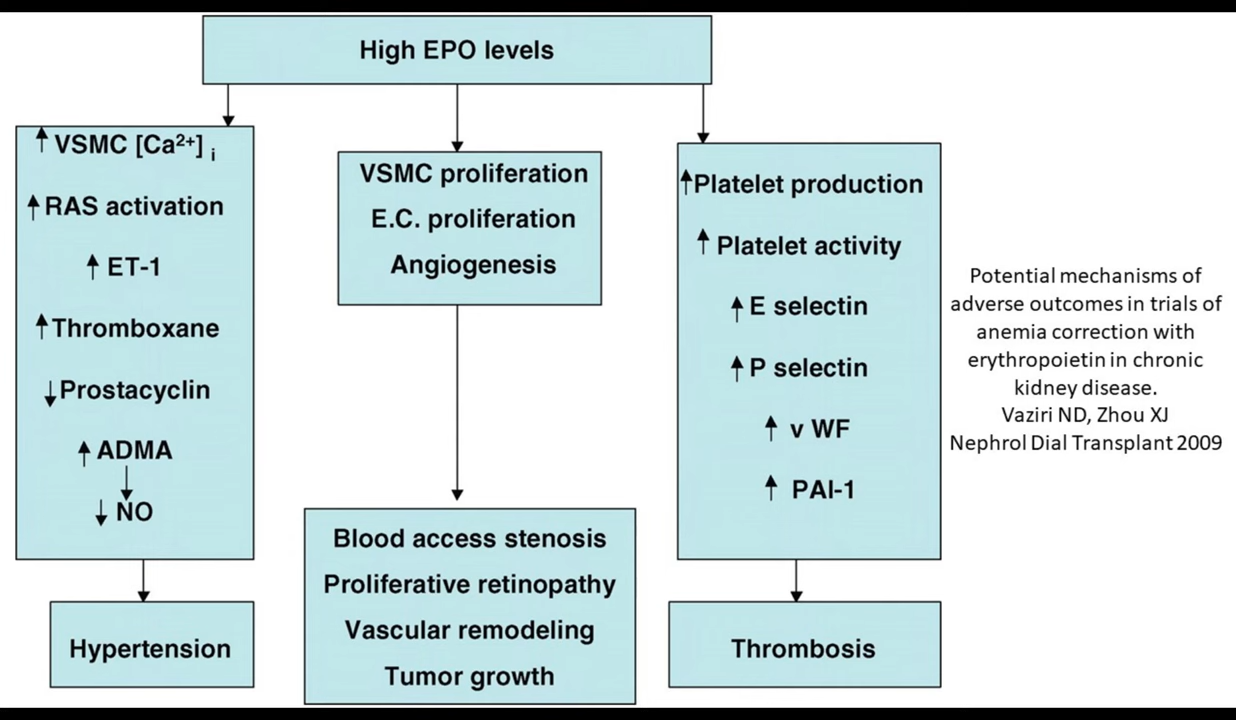 High EPO levels
↑ VSMC [Ca²⁺] i
↑ RAS activation
↑ ET-1
↑ Thromboxane
↓ Prostacyclin
↑ ADMA
↓ NO
Hypertension
VSMC proliferation
E.C. proliferation
Angiogenesis
Blood access stenosis
Proliferative retinopathy
Vascular remodeling
Tumor growth
↑ Platelet production
↑ Platelet activity
↑ E selectin
↑ P selectin
↑ v WF
↑ PAI-1
Thrombosis
Potential mechanisms of
adverse outcomes in trials of
anemia correction with
erythropoietin in chronic
kidney disease.
Vaziri ND, Zhou XJ
Nephrol Dial Transplant 2009